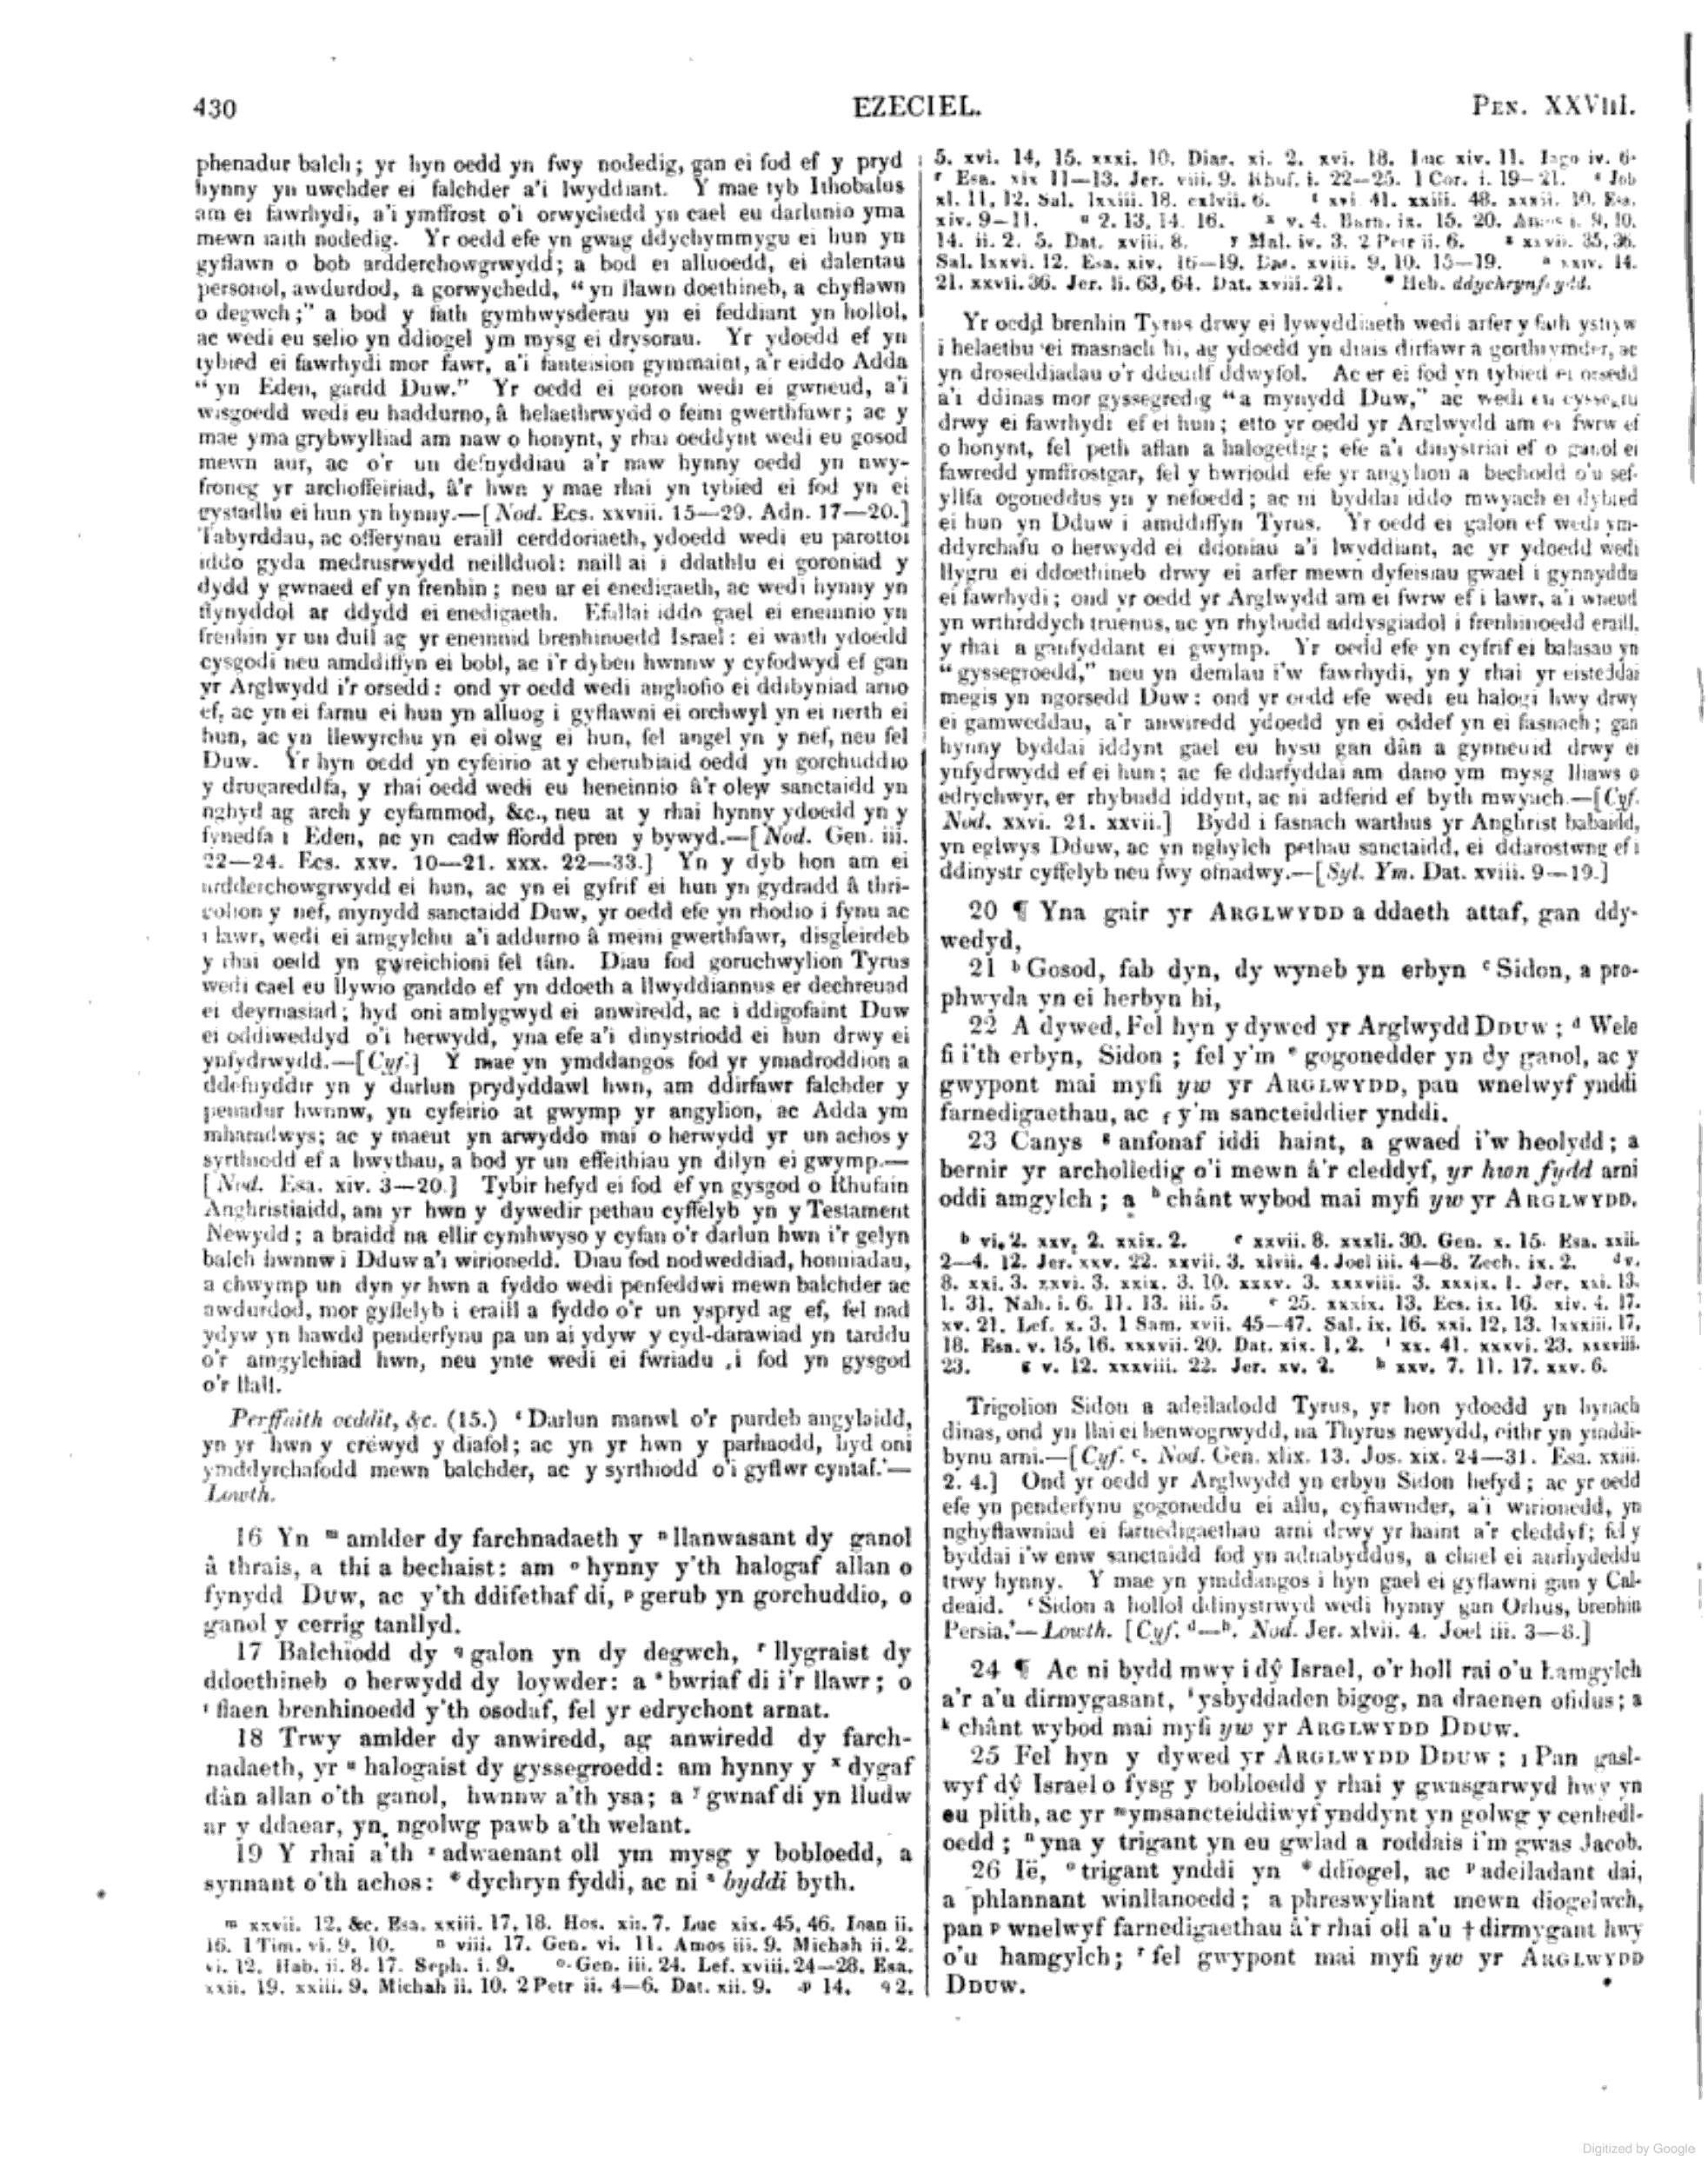 430
EZECIEL.
PEN. XXVIII.
phenadur balch; yr hyn oedd yn fwy nodedig, gan ei fod ef y pryd
hynny yn uwchder ei falchder a'i lwyddiant. Y mae tyb Ithobalus
am ei fawrhydi, a'i ymffrost o'i orwychedd yn cael eu darlunio yma
mewn iaith nodedig. Yr oedd efe yn gwag ddychymmygu ei hun yn
gyflawn o bob ardderchowgrwydd; a bod ei alluoedd, ei dalentau
personol, awdurdod, a gorwychedd, “yn llawn doethineb, a chyflawn
o degwch;” a bod y fath gymhwysderau yn ei feddiant yn hollol,
ac wedi eu selio yn ddiogel ym mysg ei drysorau. Yr ydoedd ef yn
tybied ei fawrhydi mor fawr, a'i fanteision gymmaint, a'r eiddo Adda
“yn Eden, gardd Duw.” Yr oedd ei goron wedi ei gwneud, a'i
wisgoedd wedi eu haddurno, â helaethrwydd o feini gwerthfawr; ac y
mae yma grybwylliad am naw o honynt, y rhai oeddynt wedi eu gosod
mewn aur, ac o'r un defnyddiau a'r naw hynny oedd yn nwy-
froneg yr archoffeiriad, â'r hwn y mae rhai yn tybied ei fod yn ei
gystadlu ei hun yn hynny.—[Nod. Ecs. xxviii. 15—29. Adn. 17—20.]
Tabyrddau, ac offerynau eraill cerddoriaeth, ydoedd wedi eu parottoi
iddo gyda medrusrwydd neillduol: naill ai i ddathlu ei goroniad y
dydd y gwnaed ef yn frenhin; neu ar ei enedigaeth, ac wedi hynny yn
flynyddol ar ddydd ei enedigaeth. Efallai iddo gael ei eneinnio yn
frenhin yr un dull ag yr eneinnid brenhinoedd Israel: ei waith ydoedd
cysgodi neu amddiffyn ei bobl, ac i'r dyben hwnnw y cyfodwyd ef gan
yr Arglwydd i'r orsedd: ond yr oedd wedi anghofio ei ddibyniad arno
ef, ac yn ei farnu ei hun yn alluog i gyflawni ei orchwyl yn ei nerth ei
hun, ac yn llewyrchu yn ei olwg ei hun, fel angel yn y nef, neu fel
Duw. Yr hyn oedd yn cyfeirio at y cherubiaid oedd yn gorchuddio
y drugareddfa, y rhai oedd wedi eu heneinnio â'r olew sanctaidd yn
nghyd ag arch y cyfammod, &c., neu at y rhai hynny ydoedd yn y
fynedfa i Eden, ac yn cadw ffordd pren y bywyd.—[Nod. Gen. iii.
22—24. Ecs. xxv. 10—21. xxx. 22—33.] Yn y dyb hon am ei
ardderchowgrwydd ei hun, ac yn ei gyfrif ei hun yn gydradd â thri-
golion y nef, mynydd sanctaidd Duw, yr oedd efe yn rhodio i fynu ac
i lawr, wedi ei amgylchu a'i addurno â meini gwerthfawr, disgleirdeb
y rhai oedd yn gwreichioni fel tân. Diau fod goruchwylion Tyrus
wedi cael eu llywio ganddo ef yn ddoeth a llwyddiannus er dechreuad
ei deyrnasiad; hyd oni amlygwyd ei anwiredd, ac i ddigofaint Duw
ei oddiweddyd o'i herwydd, yna efe a'i dinystriodd ei hun drwy ei
ynfydrwydd.—[Cyf.] Y mae yn ymddangos fod yr ymadroddion a
ddefnyddir yn y darlun prydyddawl hwn, am ddirfawr falchder y
penadur hwnnw, yn cyfeirio at gwymp yr angylion, ac Adda ym
mharadwys; ac y maent yn arwyddo mai o herwydd yr un achos y
syrthiodd ef a hwythau, a bod yr un effeithiau yn dilyn ei gwymp.—
[Nod. Esa. xiv. 3—20.] Tybir hefyd ei fod ef yn gysgod o Rhufain
Anghristiaidd, am yr hwn y dywedir pethau cyffelyb yn y Testament
Newydd; a braidd na ellir cymhwyso y cyfan o'r darlun hwn i'r gelyn
balch hwnnw i Dduw a'i wirionedd. Diau fod nodweddiad, honniadau,
a chwymp un dyn yr hwn a fyddo wedi penfeddwi mewn balchder ac
awdurdod, mor gyffelyb i eraill a fyddo o'r un yspryd ag ef, fel nad
ydyw yn hawdd penderfynu pa un ai ydyw y cyd-darawiad yn tarddu
o'r amgylchiad hwn, neu ynte wedi ei fwriadu i fod yn gysgod
o'r llall.
Perffaith oeddit, &c. (15.) ‘Darlun manwl o'r purdeb angylaidd,
yn yr hwn y crëwyd y diafol; ac yn yr hwn y parhaodd, hyd oni
ymddyrchafodd mewn balchder, ac y syrthiodd o'i gyflwr cyntaf.’—
Lowth.
16 Yn m amlder dy farchnadaeth y n llanwasant dy ganol
â thrais, a thi a bechaist: am o hynny y'th halogaf allan o
fynydd Duw, ac y'th ddifethaf di, p gerub yn gorchuddio, o
ganol y cerrig tanllyd.
17 Balchïodd dy q galon yn dy degwch, r llygraist dy
ddoethineb o herwydd dy loywder: a s bwriaf di i'r llawr; o
t flaen brenhinoedd y'th osodaf, fel yr edrychont arnat.
18 Trwy amlder dy anwiredd, ag anwiredd dy farch-
nadaeth, yr u halogaist dy gyssegroedd: am hynny y x dygaf
dân allan o'th ganol, hwnnw a'th ysa; a y gwnaf di yn lludw
ar y ddaear, yn ngolwg pawb a'th welant.
19 Y rhai a'th z adwaenant oll ym mysg y bobloedd, a
synnant o'th achos: * dychryn fyddi, ac ni a byddi byth.
m xxvii. 12, &c. Esa. xxiii. 17, 18. Hos. xii. 7. Luc xix. 45, 46. Ioan ii.
16. 1 Tim. vi. 9, 10. n viii. 17. Gen. vi. 11. Amos iii. 9. Michah ii. 2.
vi. 12. Hab. ii. 8. 17. Seph. i. 9. o Gen. iii. 24. Lef. xviii. 24—28. Esa.
xxii. 19. xxiii. 9. Michah ii. 10. 2 Petr ii. 4—6. Dat. xii. 9. p 14. q 2.
5. xvi. 14, 15. xxxi. 10. Diar. xi. 2. xvi. 18. Luc xiv. 11. Iago iv. 6.
r Esa. xix 11—13. Jer. viii. 9. Rhuf. i. 22—25. 1 Cor. i. 19—21. s Job
xl. 11, 12. Sal. lxxiii. 18. cxlvii. 6. t xvi. 41. xxiii. 48. xxxii. 10. Esa.
xiv. 9—11. u 2. 13, 14. 16. x v. 4. Barn. ix. 15. 20. Amos i. 9, 10.
14. ii. 2. 5. Dat. xviii. 8. y Mal. iv. 3. 2 Petr ii. 6. z xxvii. 35, 36.
Sal. lxxvi. 12. Esa. xiv. 16—19. Dat. xviii. 9, 10. 15—19. a xxiv. 14.
21. xxvii. 36. Jer. li. 63, 64. Dat. xviii. 21. * Heb. ddychrynfeydd.
Yr oedd brenhin Tyrus drwy ei lywyddiaeth wedi arfer y fath ystryw
i helaethu ei masnach hi, ag ydoedd yn drais dirfawr a gorthrymder, ac
yn droseddiadau o'r ddeddf ddwyfol. Ac er ei fod yn tybied ei orsedd
a'i ddinas mor gyssegredig “a mynydd Duw,” ac wedi eu cyssegru
drwy ei fawrhydi ef ei hun; etto yr oedd yr Arglwydd am ei fwrw ef
o honynt, fel peth aflan a halogedig; efe a'i dinystriai ef o ganol ei
fawredd ymffrostgar, fel y bwriodd efe yr angylion a bechodd o'u sef-
yllfa ogoneddus yn y nefoedd; ac ni byddai iddo mwyach ei dybied
ei hun yn Dduw i amddiffyn Tyrus. Yr oedd ei galon ef wedi ym-
ddyrchafu o herwydd ei ddoniau a'i lwyddiant, ac yr ydoedd wedi
llygru ei ddoethineb drwy ei arfer mewn dyfeisiau gwael i gynnyddu
ei fawrhydi; ond yr oedd yr Arglwydd am ei fwrw ef i lawr, a'i wneud
yn wrthrddych truenus, ac yn rhybudd addysgiadol i frenhinoedd eraill,
y rhai a ganfyddant ei gwymp. Yr oedd efe yn cyfrif ei balasau yn
“gyssegroedd,” neu yn demlau i'w fawrhydi, yn y rhai yr eisteddai
megis yn ngorsedd Duw: ond yr oedd efe wedi eu halogi hwy drwy
ei gamweddau, a'r anwiredd ydoedd yn ei oddef yn ei fasnach; gan
hynny byddai iddynt gael eu hysu gan dân a gynneuid drwy ei
ynfydrwydd ef ei hun; ac fe ddarfyddai am dano ym mysg lliaws o
edrychwyr, er rhybudd iddynt, ac ni adferid ef byth mwyach.—[Cyf.
Nod. xxvi. 21. xxvii.] Bydd i fasnach warthus yr Anghrist babaidd,
yn eglwys Dduw, ac yn nghylch pethau sanctaidd, ei ddarostwng ef i
ddinystr cyffelyb neu fwy ofnadwy.—[Syl. Ym. Dat. xviii. 9—19.]
20 ¶ Yna gair yr ARGLWYDD a ddaeth attaf, gan ddy-
wedyd,
21 b Gosod, fab dyn, dy wyneb yn erbyn c Sidon, a pro-
phwyda yn ei herbyn hi,
22 A dywed, Fel hyn y dywed yr Arglwydd DDUW; d Wele
fi i'th erbyn, Sidon; fel y'm e gogonedder yn dy ganol, ac y
gwypont mai myfi yw yr ARGLWYDD, pan wnelwyf ynddi
farnedigaethau, ac f y'm sancteiddier ynddi.
23 Canys g anfonaf iddi haint, a gwaed i'w heolydd; a
bernir yr archolledig o'i mewn â'r cleddyf, yr hwn fydd arni
oddi amgylch; a h chânt wybod mai myfi yw yr ARGLWYDD.
b vi. 2. xxv. 2. xxix. 2. c xxvii. 8. xxxii. 30. Gen. x. 15. Esa. xxii.
2—4. 12. Jer. xxv. 22. xxvii. 3. xlvii. 4. Joel iii. 4—8. Zech. ix. 2. d v.
8. xxi. 3. xxvi. 3. xxix. 3. 10. xxxv. 3. xxxviii. 3. xxxix. 1. Jer. xxi. 13.
l. 31. Nah. i. 6. 11. 13. iii. 5. e 25. xxxix. 13. Ecs. ix. 16. xiv. 4. 17.
xv. 21. Lef. x. 3. 1 Sam. xvii. 45—47. Sal. ix. 16. xxi. 12, 13. lxxxiii. 17,
18. Esa. v. 15, 16. xxxvii. 20. Dat. xix. 1, 2. f xx. 41. xxxvi. 23. xxxviii.
23. g v. 12. xxxviii. 22. Jer. xv. 2. h xxv. 7. 11. 17. xxv. 6.
Trigolion Sidon a adeiladodd Tyrus, yr hon ydoedd yn hynach
dinas, ond yn llai ei henwogrwydd, na Thyrus newydd, eithr yn ymddi-
bynu arni.—[Cyf. c. Nod. Gen. xlix. 13. Jos. xix. 24—31. Esa. xxiii.
2. 4.] Ond yr oedd yr Arglwydd yn erbyn Sidon hefyd; ac yr oedd
efe yn penderfynu gogoneddu ei allu, cyfiawnder, a'i wirionedd, yn
nghyflawniad ei farnedigaethau arni drwy yr haint a'r cleddyf; fel y
byddai i'w enw sanctaidd fod yn adnabyddus, a chael ei anrhydeddu
trwy hynny. Y mae yn ymddangos i hyn gael ei gyflawni gan y Cal-
deaid. ‘Sidon a hollol ddinystrwyd wedi hynny gan Orhus, brenhin
Persia.’—Lowth. [Cyf. d—h. Nod. Jer. xlvii. 4. Joel iii. 3—8.]
24 ¶ Ac ni bydd mwy i dŷ Israel, o'r holl rai o'u hamgylch
a'r a'u dirmygasant, i ysbyddaden bigog, na draenen ofidus; a
k chânt wybod mai myfi yw yr ARGLWYDD DDUW.
25 Fel hyn y dywed yr ARGLWYDD DDUW; l Pan gasl-
wyf dŷ Israel o fysg y bobloedd y rhai y gwasgarwyd hwy yn
eu plith, ac yr m ymsancteiddiwyf ynddynt yn golwg y cenhedl-
oedd; n yna y trigant yn eu gwlad a roddais i'm gwas Jacob.
26 Ië, o trigant ynddi yn * ddiogel, ac p adeiladant dai,
a phlannant winllanoedd; a phreswyliant mewn diogelwch,
pan p wnelwyf farnedigaethau â'r rhai oll a'u † dirmygant hwy
o'u hamgylch; r fel gwypont mai myfi yw yr ARGLWYDD
DDUW.
Digitized by Google